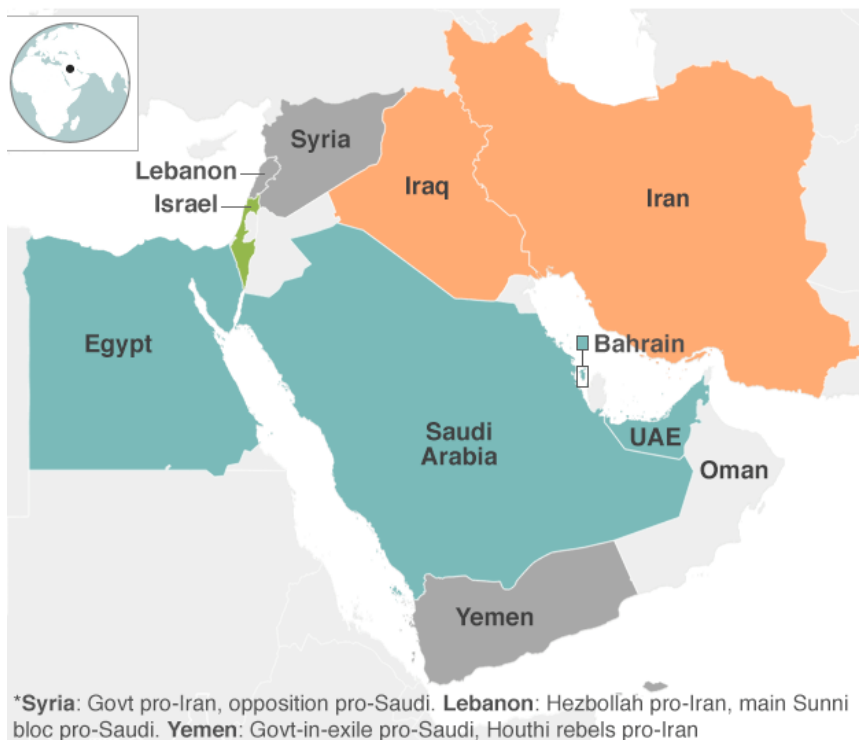 Syria
Lebanon
Israel
Iraq
Iran
Egypt
Bahrain
Saudi
Arabia
UAE
Oman
Yemen
*Syria: Govt pro-Iran, opposition pro-Saudi. Lebanon: Hezbollah pro-Iran, main Sunni
bloc pro-Saudi. Yemen: Govt-in-exile pro-Saudi, Houthi rebels pro-Iran